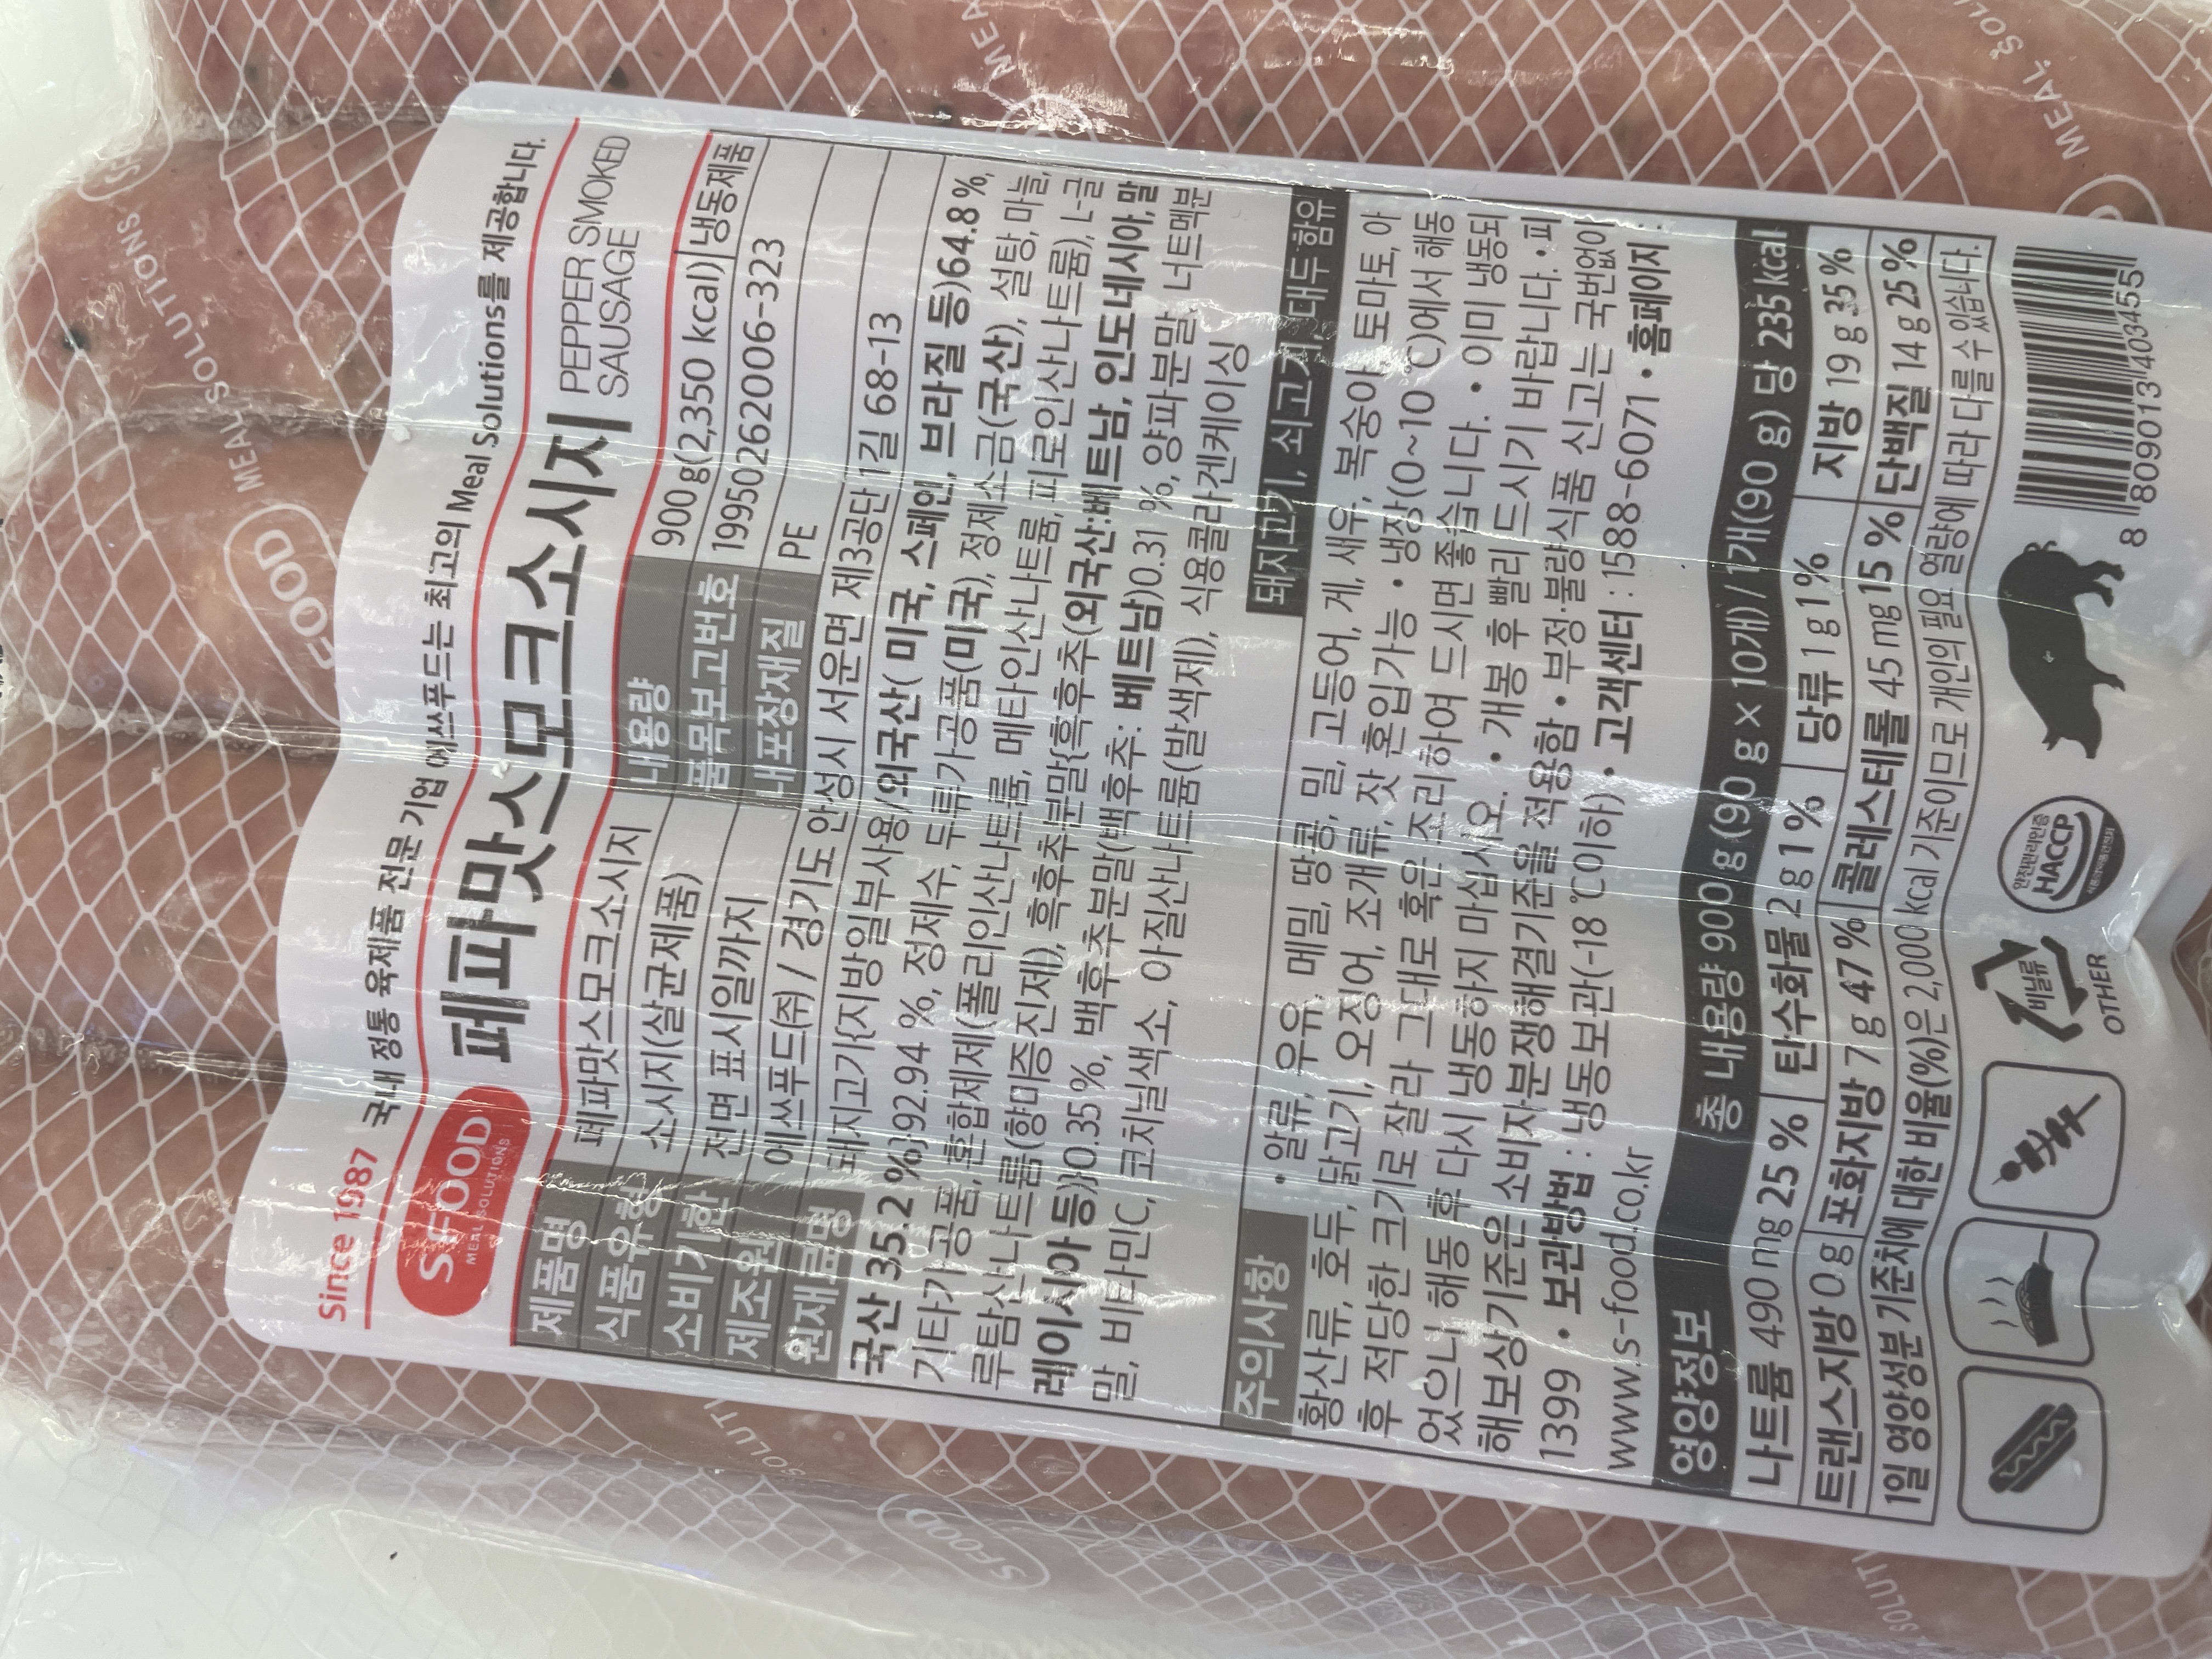 Since 1987 국내 정통 육제품 전문 기업 에쓰푸드는 최고의 Meal Solutions를 제공합니다.
SFOOD
MEAL SOLUTIONS
페파맛스모크소시지
PEPPER SMOKED
SAUSAGE
제품명 페파맛스모크소시지 내용량 900 g(2,350 kcal) 냉동제품
식품유형 소시지(살균제품) 품목보고번호 19950262006-323
소비기한 전면 표시일까지 내포장재질 PE
제조원 에쓰푸드(주) / 경기도 안성시 서운면 제3공단 1길 68-13
원재료명 돼지고기{지방일부사용/외국산( 미국, 스페인, 브라질 등)64.8 %,
국산 35.2 %}92.94 %, 정제수, 두류가공품(미국), 정제소금(국산), 설탕, 마늘,
기타가공품, 혼합제제(폴리인산나트륨, 메타인산나트륨, 피로인산나트륨), L-글
루탐산나트륨(향미증진제), 흑후추분말{흑후추(외국산:베트남, 인도네시아, 말
레이시아 등)}0.35 %, 백후추분말(백후추: 베트남)0.31 %, 양파분말, 너트맥분
말, 비타민C, 코치닐색소, 아질산나트륨(발색제), 식용콜라겐케이싱
돼지고기, 쇠고기, 대두 함유
주의사항 • 알류, 우유, 메밀, 땅콩, 밀, 고등어, 게, 새우, 복숭아, 토마토, 아
황산류, 호두, 닭고기, 오징어, 조개류, 잣 혼입가능 • 냉장(0~10 ℃)에서 해동
후 적당한 크기로 잘라 그대로 혹은 조리하여 드시면 좋습니다. • 이미 냉동되
었으니 해동 후 다시 냉동하지 마십시오. • 개봉 후 빨리 드시기 바랍니다. • 피
해보상기준은 소비자분쟁해결기준을 적용함 • 부정·불량식품 신고는 국번없이
1399 • 보관방법 : 냉동보관(-18 ℃이하) • 고객센터 : 1588-6071 • 홈페이지 :
www.s-food.co.kr
영양정보 총 내용량 900 g (90 g × 10개) / 1개(90 g) 당 235 kcal
나트륨 490 mg 25 % 탄수화물 2 g 1 % 당류 1 g 1 % 지방 19 g 35 %
트랜스지방 0 g 포화지방 7 g 47 % 콜레스테롤 45 mg 15 % 단백질 14 g 25 %
1일 영양성분 기준치에 대한 비율(%)은 2,000 kcal 기준이므로 개인의 필요 열량에 따라 다를 수 있습니다.
비닐류
OTHER
안전관리인증
HACCP
8 809013 403455
SFOOD
MEAL SOLUTIONS